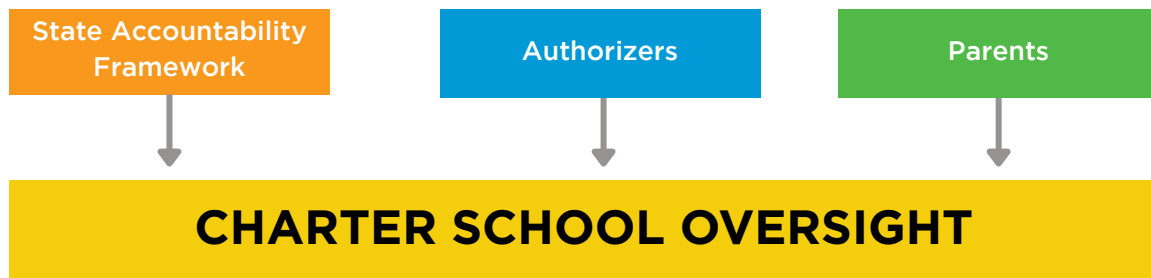 State Accountability
Framework
Authorizers
Parents
CHARTER SCHOOL OVERSIGHT